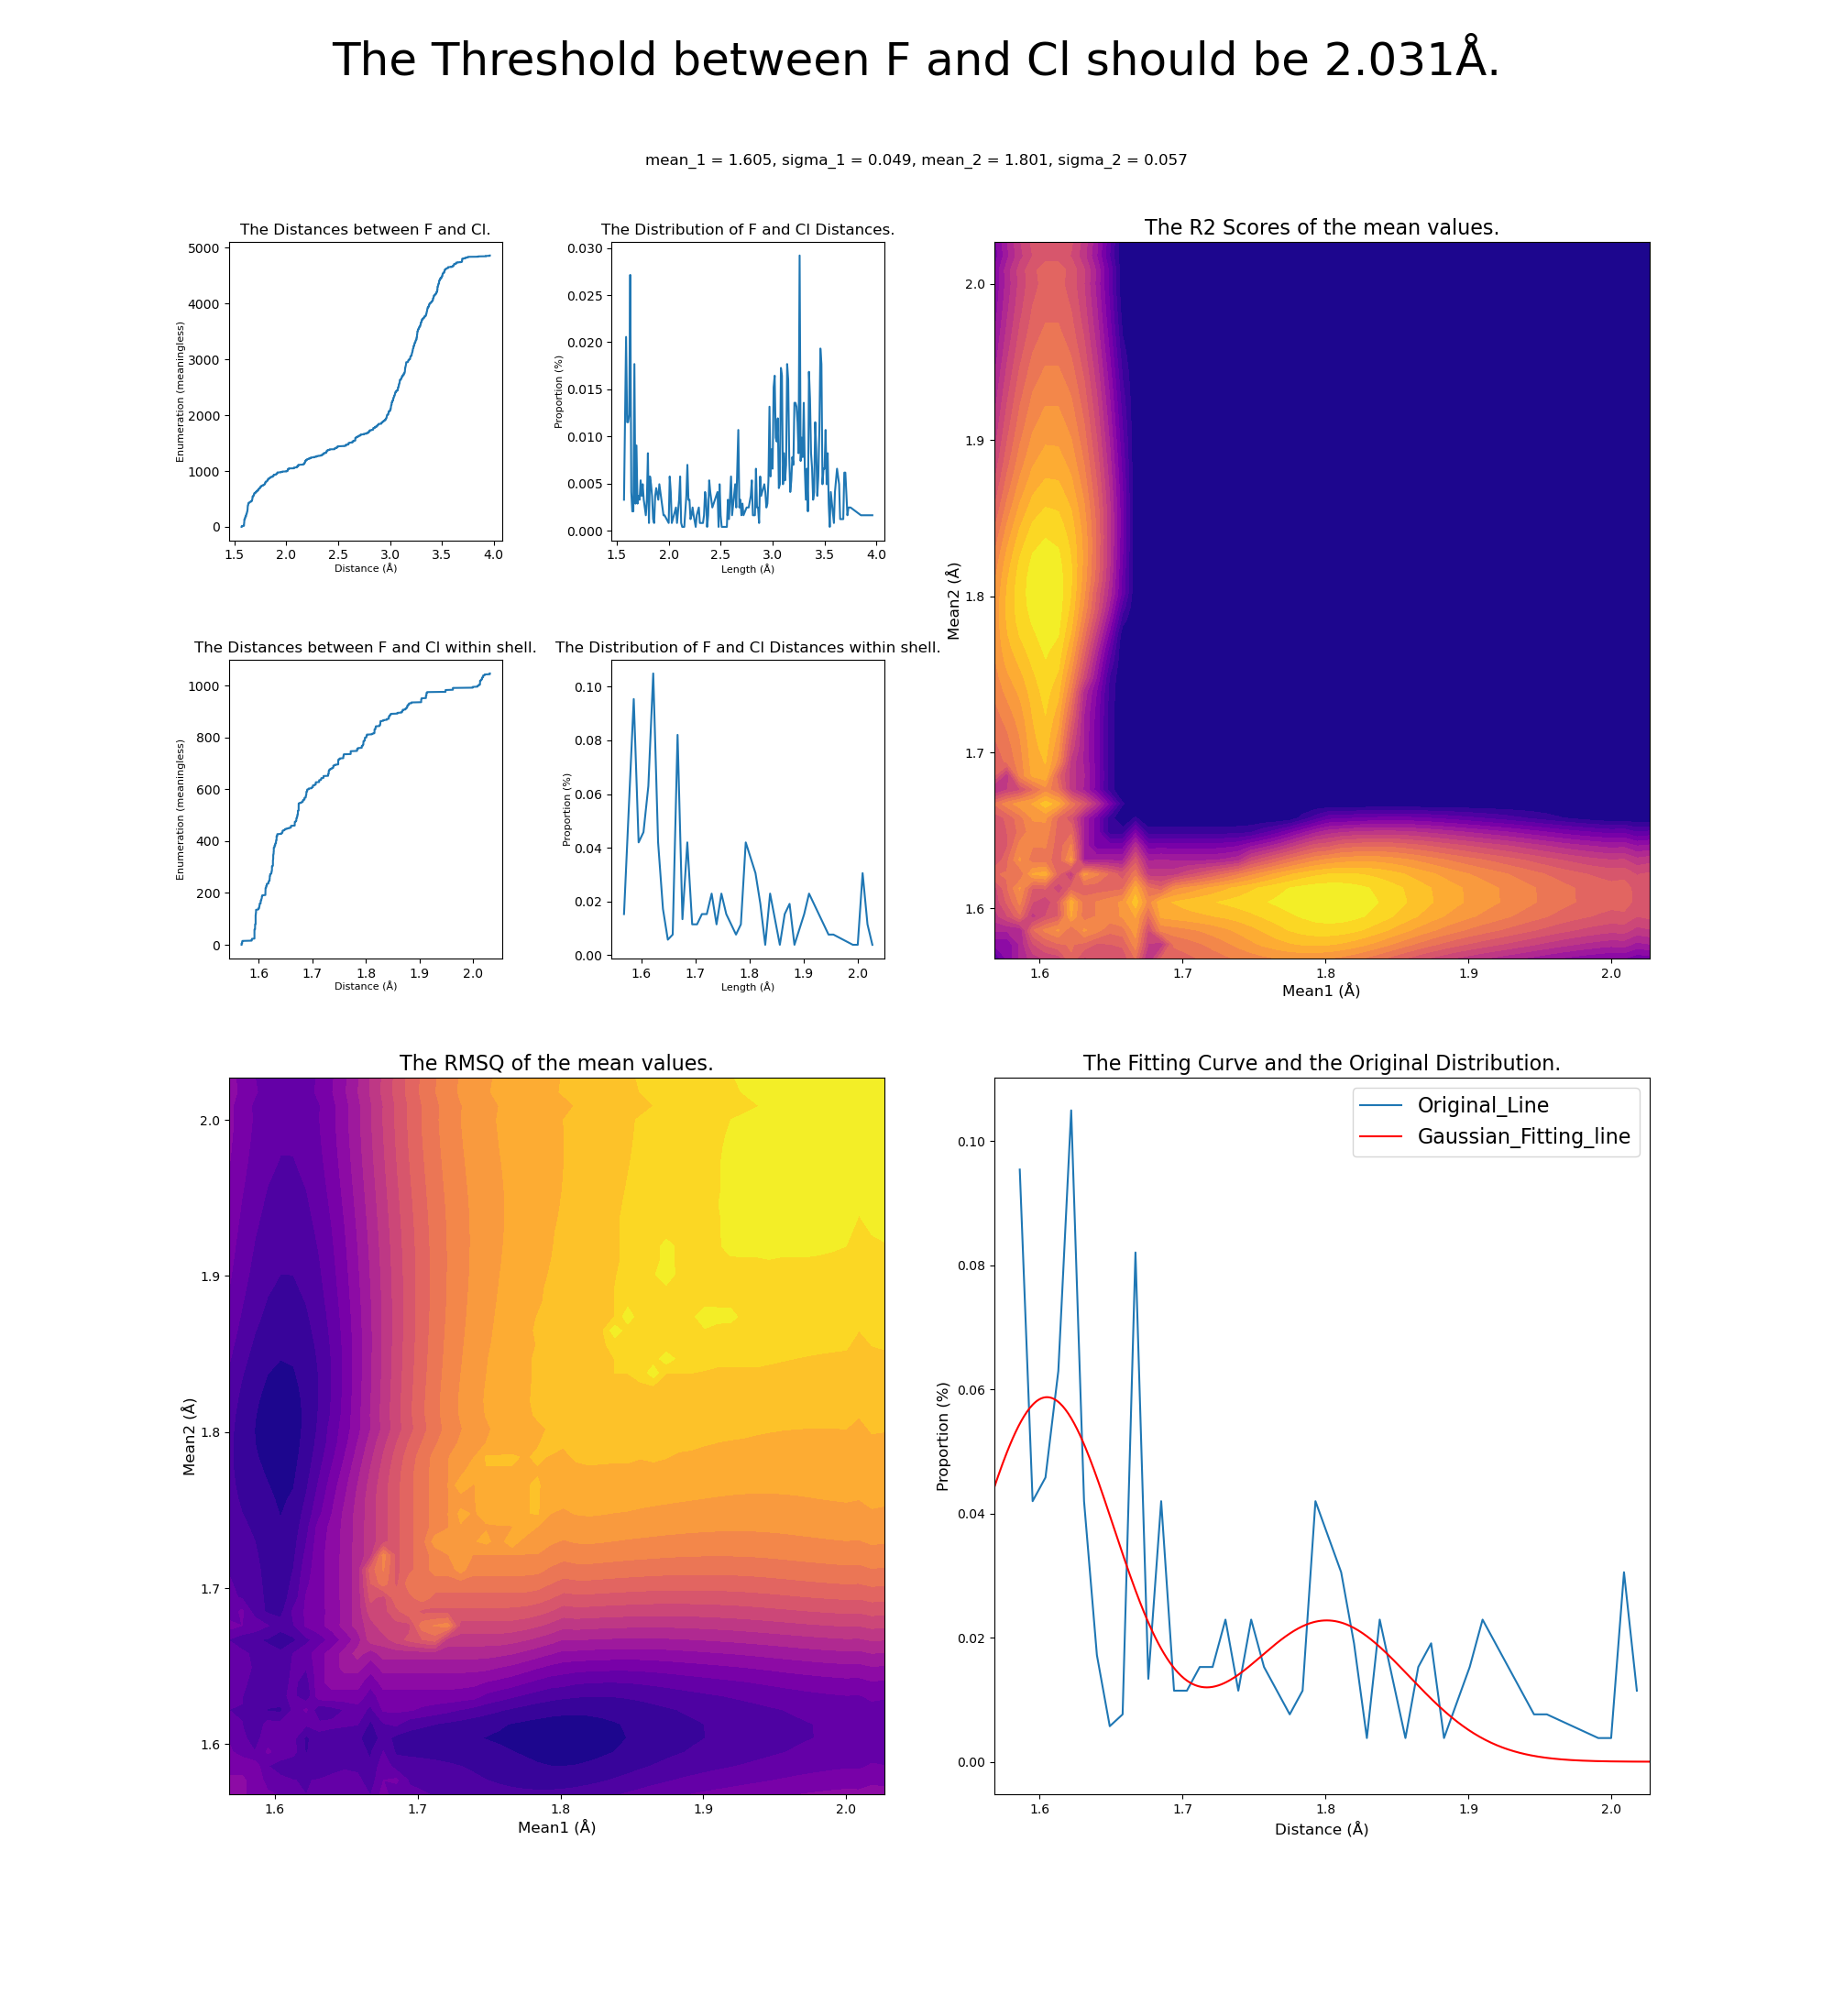 The Threshold between F and Cl should be 2.031Å.
mean_1 = 1.605, sigma_1 = 0.049, mean_2 = 1.801, sigma_2 = 0.057
The Distances between F and Cl.
5000
4000
3000
2000
1000
0
Enumeration (meaningless)
1.5 2.0 2.5 3.0 3.5 4.0
Distance (Å)
The Distribution of F and Cl Distances.
0.030
0.025
0.020
0.015
0.010
0.005
0.000
Proportion (%)
1.5 2.0 2.5 3.0 3.5 4.0
Length (Å)
The R2 Scores of the mean values.
2.0
1.9
1.8
1.7
1.6
Mean2 (Å)
1.6 1.7 1.8 1.9 2.0
Mean1 (Å)
The Distances between F and Cl within shell.
1000
800
600
400
200
0
Enumeration (meaningless)
1.6 1.7 1.8 1.9 2.0
Distance (Å)
The Distribution of F and Cl Distances within shell.
0.10
0.08
0.06
0.04
0.02
0.00
Proportion (%)
1.6 1.7 1.8 1.9 2.0
Length (Å)
The RMSQ of the mean values.
2.0
1.9
1.8
1.7
1.6
Mean2 (Å)
1.6 1.7 1.8 1.9 2.0
Mean1 (Å)
The Fitting Curve and the Original Distribution.
Original_Line
Gaussian_Fitting_line
0.10
0.08
0.06
0.04
0.02
0.00
Proportion (%)
1.6 1.7 1.8 1.9 2.0
Distance (Å)